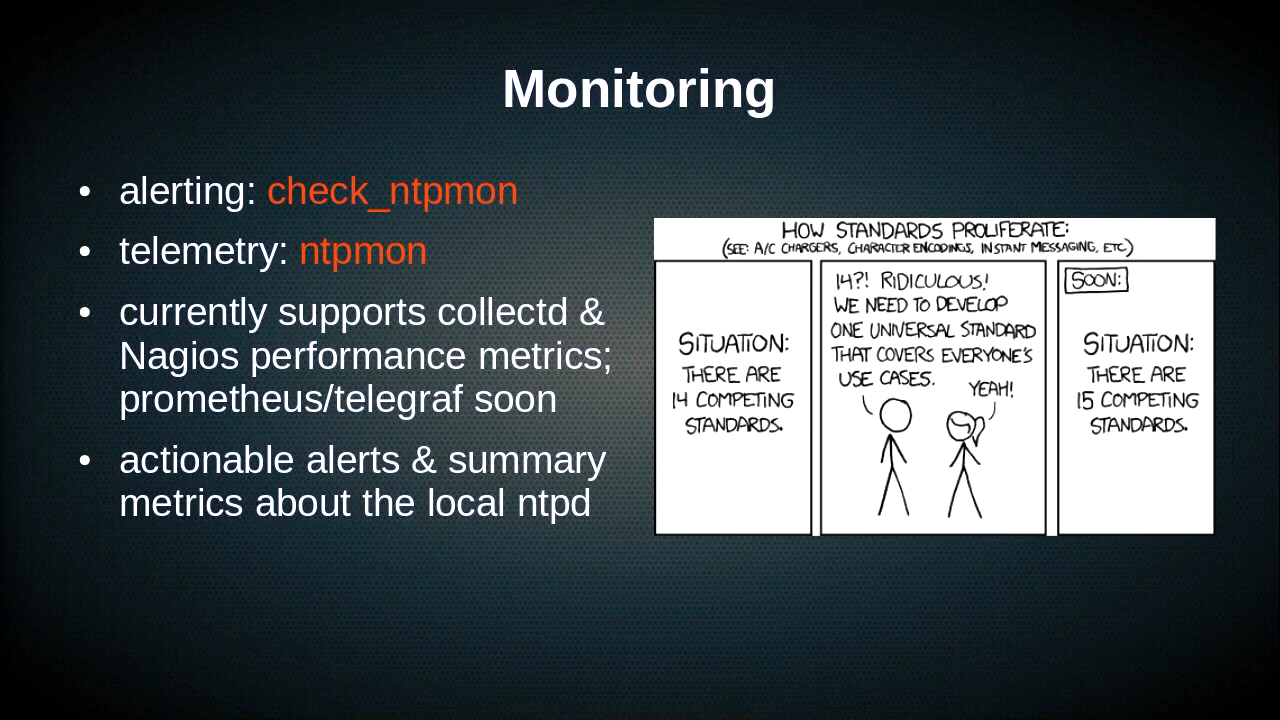 Monitoring
• alerting: check_ntpmon
• telemetry: ntpmon
• currently supports collectd &
Nagios performance metrics;
prometheus/telegraf soon
• actionable alerts & summary
metrics about the local ntpd
HOW STANDARDS PROLIFERATE:
(SEE: A/C CHARGERS, CHARACTER ENCODINGS, INSTANT MESSAGING, ETC.)
SITUATION:
THERE ARE
14 COMPETING
STANDARDS.
14?! RIDICULOUS!
WE NEED TO DEVELOP
ONE UNIVERSAL STANDARD
THAT COVERS EVERYONE'S
USE CASES.
YEAH!
SOON:
SITUATION:
THERE ARE
15 COMPETING
STANDARDS.